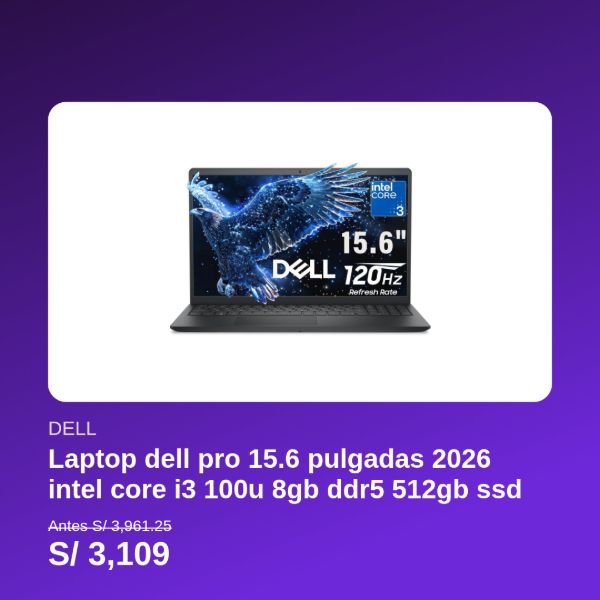 intel
CORE
3
15.6"
DELL
120HZ
Refresh Rate
DELL
Laptop dell pro 15.6 pulgadas 2026
intel core i3 100u 8gb ddr5 512gb ssd
Antes S/ 3,961.25
S/ 3,109